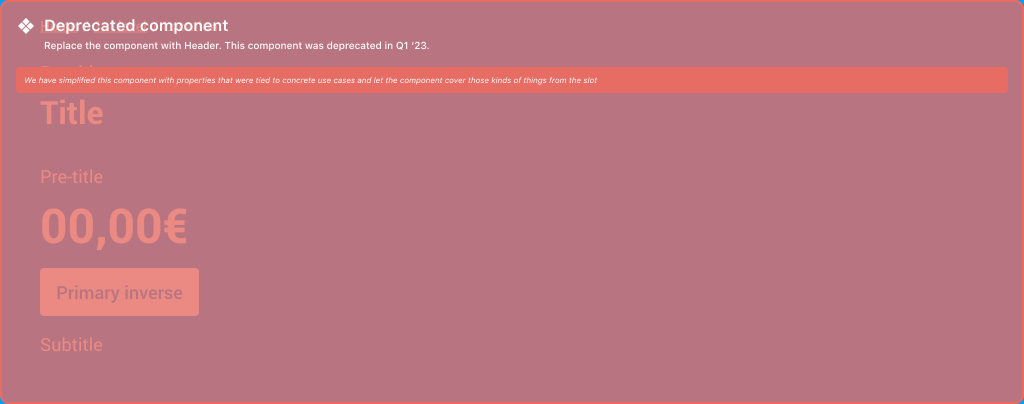 Deprecated component
Replace the component with Header. This component was deprecated in Q1 ‘23.
We have simplified this component with properties that were tied to concrete use cases and let the component cover those kinds of things from the slot
Title
Pre-title
00,00€
Primary inverse
Subtitle